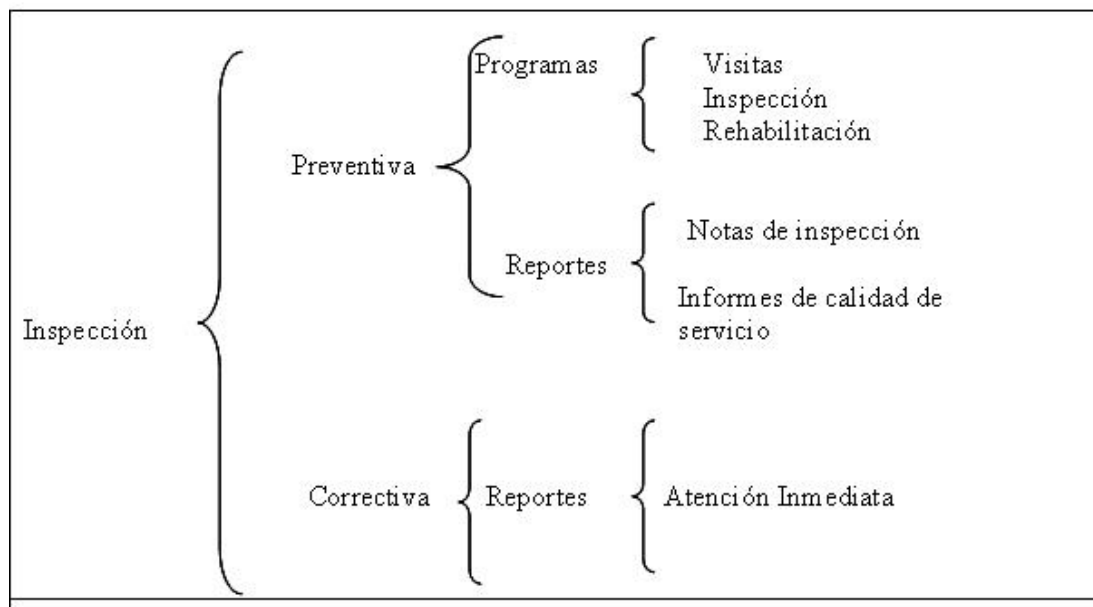 Programas
Visitas
Inspección
Rehabilitación
Preventiva
Reportes
Notas de inspección
Informes de calidad de
servicio
Inspección
Correctiva
Reportes
Atención Inmediata